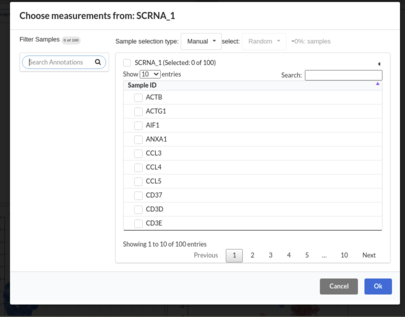 Choose measurements from: SCRNA_1
Filter Samples 0 of 100
Search Annotations
Sample selection type: Manual select: Random +0%: samples
SCRNA_1 (Selected: 0 of 100)
Show 10 entries Search:
Sample ID
ACTB
ACTG1
AIF1
ANXA1
CCL3
CCL4
CCL5
CD37
CD3D
CD3E
Showing 1 to 10 of 100 entries
Previous 1 2 3 4 5 ... 10 Next
Cancel Ok